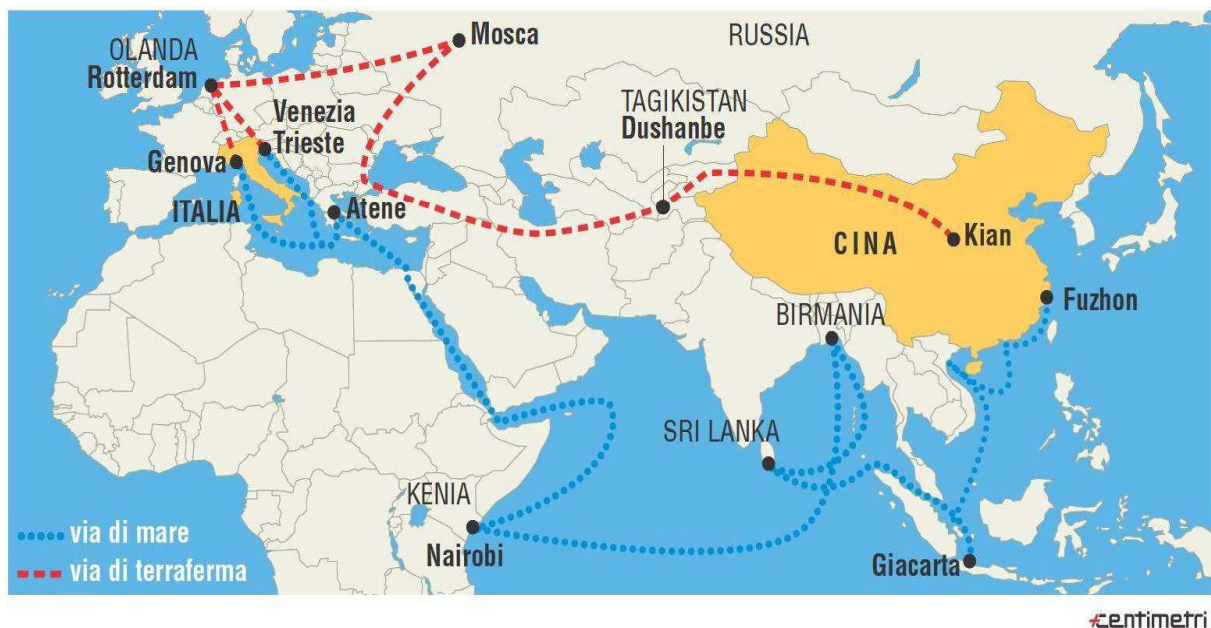 Mosca
RUSSIA
OLANDA
Rotterdam
TAGIKISTAN
Dushanbe
Venezia
Trieste
Genova
ITALIA
Atene
CINA
Kian
Fuzhon
BIRMANIA
SRI LANKA
KENIA
Nairobi
Giacarta
via di mare
via di terraferma
centimetri